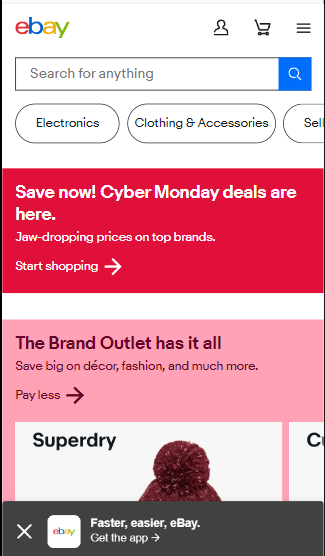 ebay
Search for anything
Electronics
Clothing & Accessories
Sell
Save now! Cyber Monday deals are
here.
Jaw-dropping prices on top brands.
Start shopping
The Brand Outlet has it all
Save big on décor, fashion, and much more.
Pay less
Superdry
ebay
Faster, easier, eBay.
Get the app